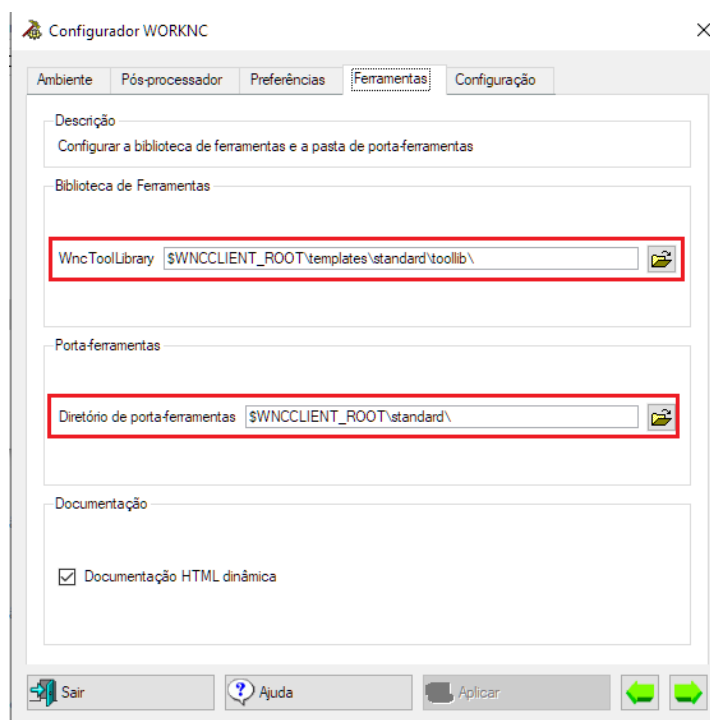 Configurador WORKNC
Ambiente Pós-processador Preferências Ferramentas Configuração
Descrição
Configurar a biblioteca de ferramentas e a pasta de porta-ferramentas
Biblioteca de Ferramentas
WncToolLibrary $WNCCLIENT_ROOT\templates\standard\toollib\
Porta-ferramentas
Diretório de porta-ferramentas $WNCCLIENT_ROOT\standard\
Documentação
Documentação HTML dinâmica
Sair Ajuda Aplicar